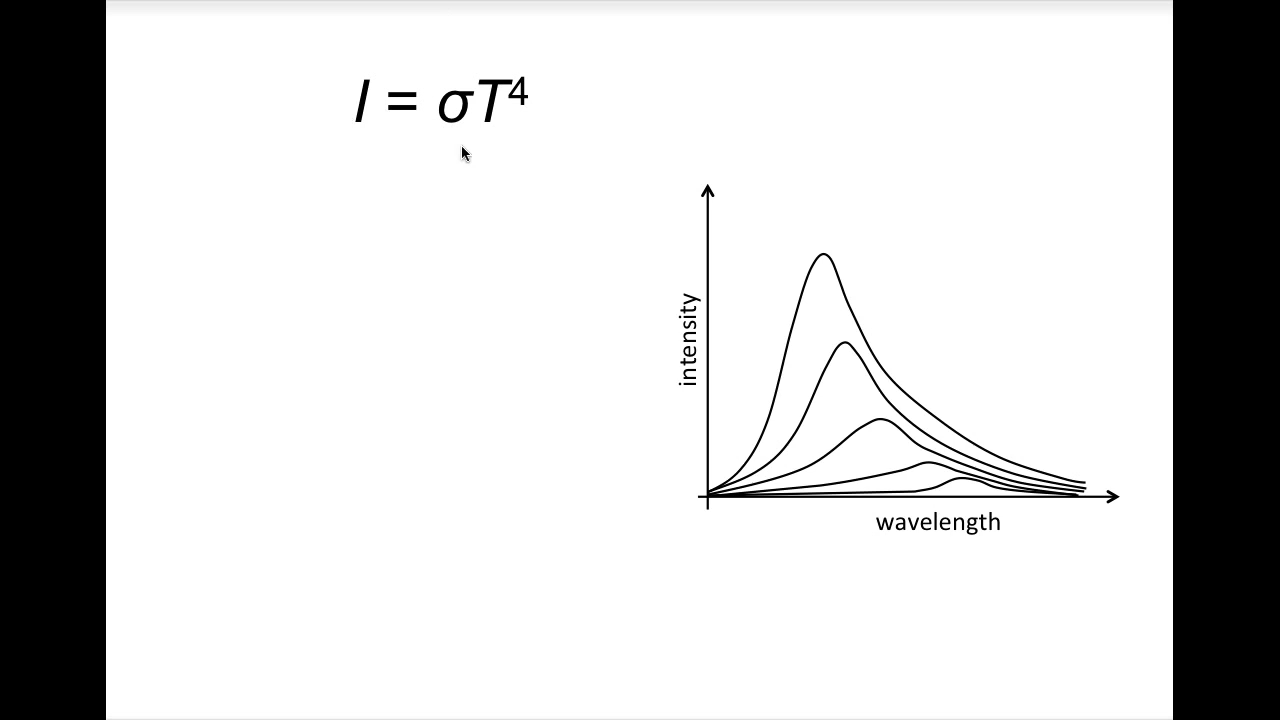 I = σT⁴
intensity
wavelength